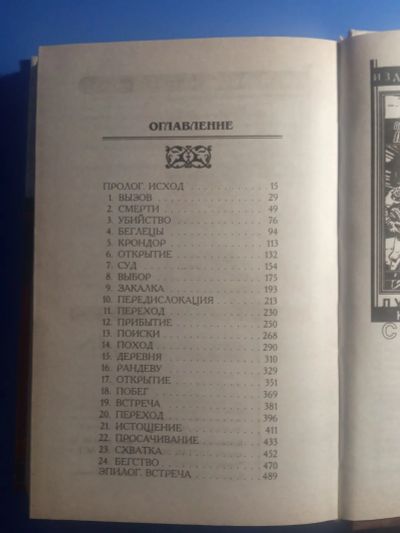 ОГЛАВЛЕНИЕ
ПРОЛОГ. ИСХОД . . . . . . . . . . . . 15
1. ВЫЗОВ . . . . . . . . . . . . 29
2. СМЕРТИ . . . . . . . . . . . . 49
3. УБИЙСТВО . . . . . . . . . . . . 76
4. БЕГЛЕЦЫ . . . . . . . . . . . . 94
5. КРОНДОР . . . . . . . . . . . . 113
6. ОТКРЫТИЕ . . . . . . . . . . . . 132
7. СУД . . . . . . . . . . . . 154
8. ВЫБОР . . . . . . . . . . . . 175
9. ЗАКАЛКА . . . . . . . . . . . . 193
10. ПЕРЕДИСЛОКАЦИЯ . . . . . . . . . . . . 213
11. ПЕРЕХОД . . . . . . . . . . . . 230
12. ПРИБЫТИЕ . . . . . . . . . . . . 250
13. ПОИСКИ . . . . . . . . . . . . 268
14. ПОХОД . . . . . . . . . . . . 290
15. ДЕРЕВНЯ . . . . . . . . . . . . 310
16. РАНДЕВУ . . . . . . . . . . . . 329
17. ОТКРЫТИЕ . . . . . . . . . . . . 351
18. ПОБЕГ . . . . . . . . . . . . 369
19. ВСТРЕЧА . . . . . . . . . . . . 381
20. ПЕРЕХОД . . . . . . . . . . . . 396
21. ИСТОЩЕНИЕ . . . . . . . . . . . . 411
22. ПРОСАЧИВАНИЕ . . . . . . . . . . . . 433
23. СХВАТКА . . . . . . . . . . . . 452
24. БЕГСТВО . . . . . . . . . . . . 470
ЭПИЛОГ. ВСТРЕЧА . . . . . . . . . . . . 489